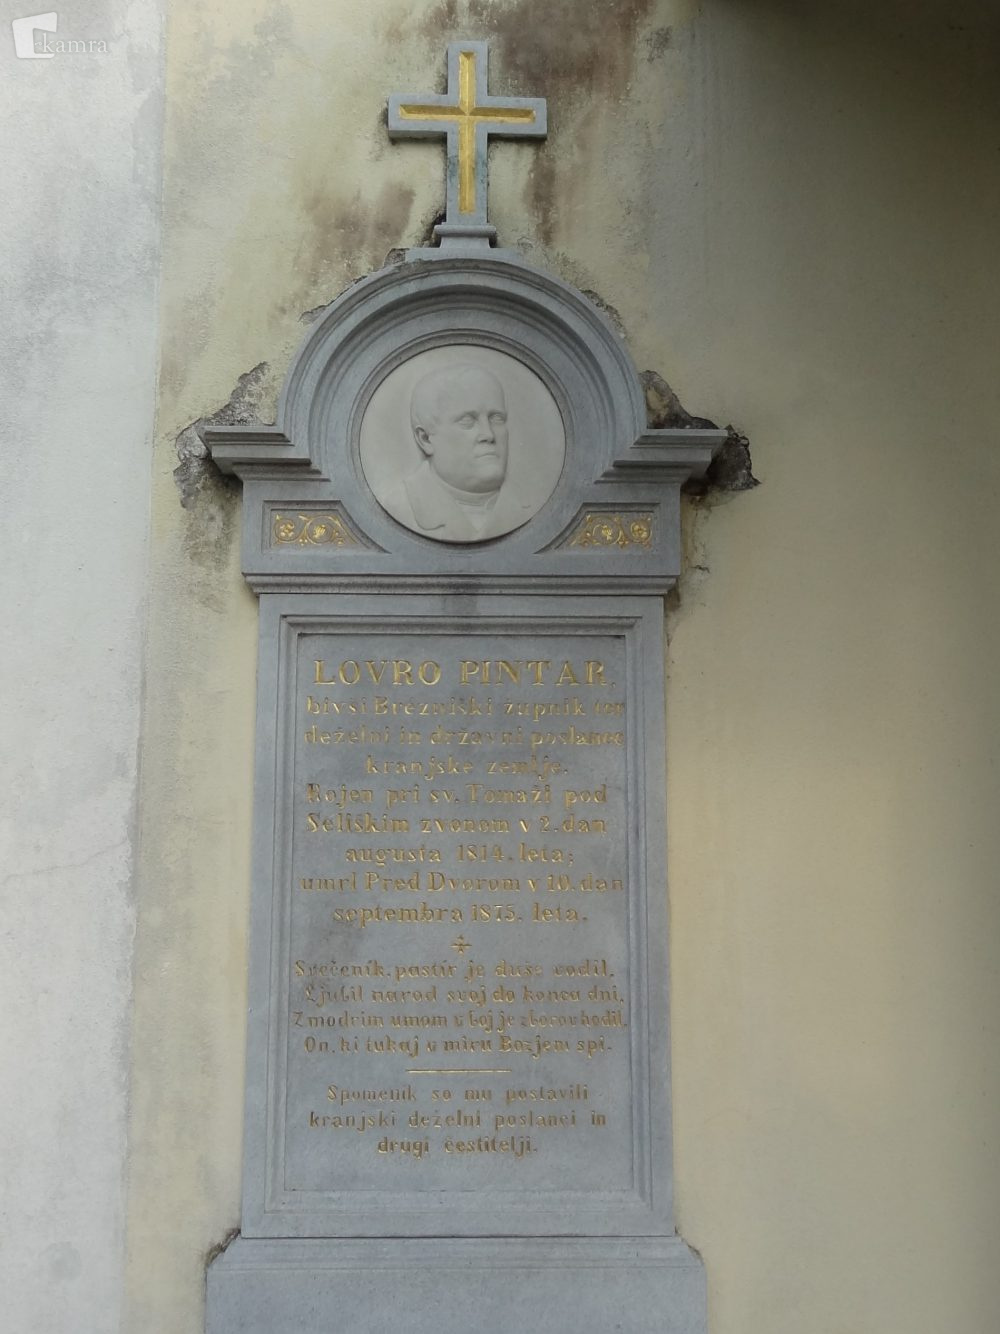 kamra
LOVRO PINTAR,
bivši Brezniški župnik ter
deželni in državni poslanec
kranjske zemlje.
Rojen pri sv. Tomaži pod
Seliškim zvonom v 2. dan
augusta 1814. leta;
umrl Pred Dvorom v 10. dan
septembra 1875. leta.
Svečenik, pastir je duše vodil,
Ljubil narod svoj do konca dni,
Z modrim umom v boj je zborov hodil,
On, ki tukaj v miru Božjem spi.
Spomenik so mu postavili
kranjski deželni poslanci in
drugi čestitelji.